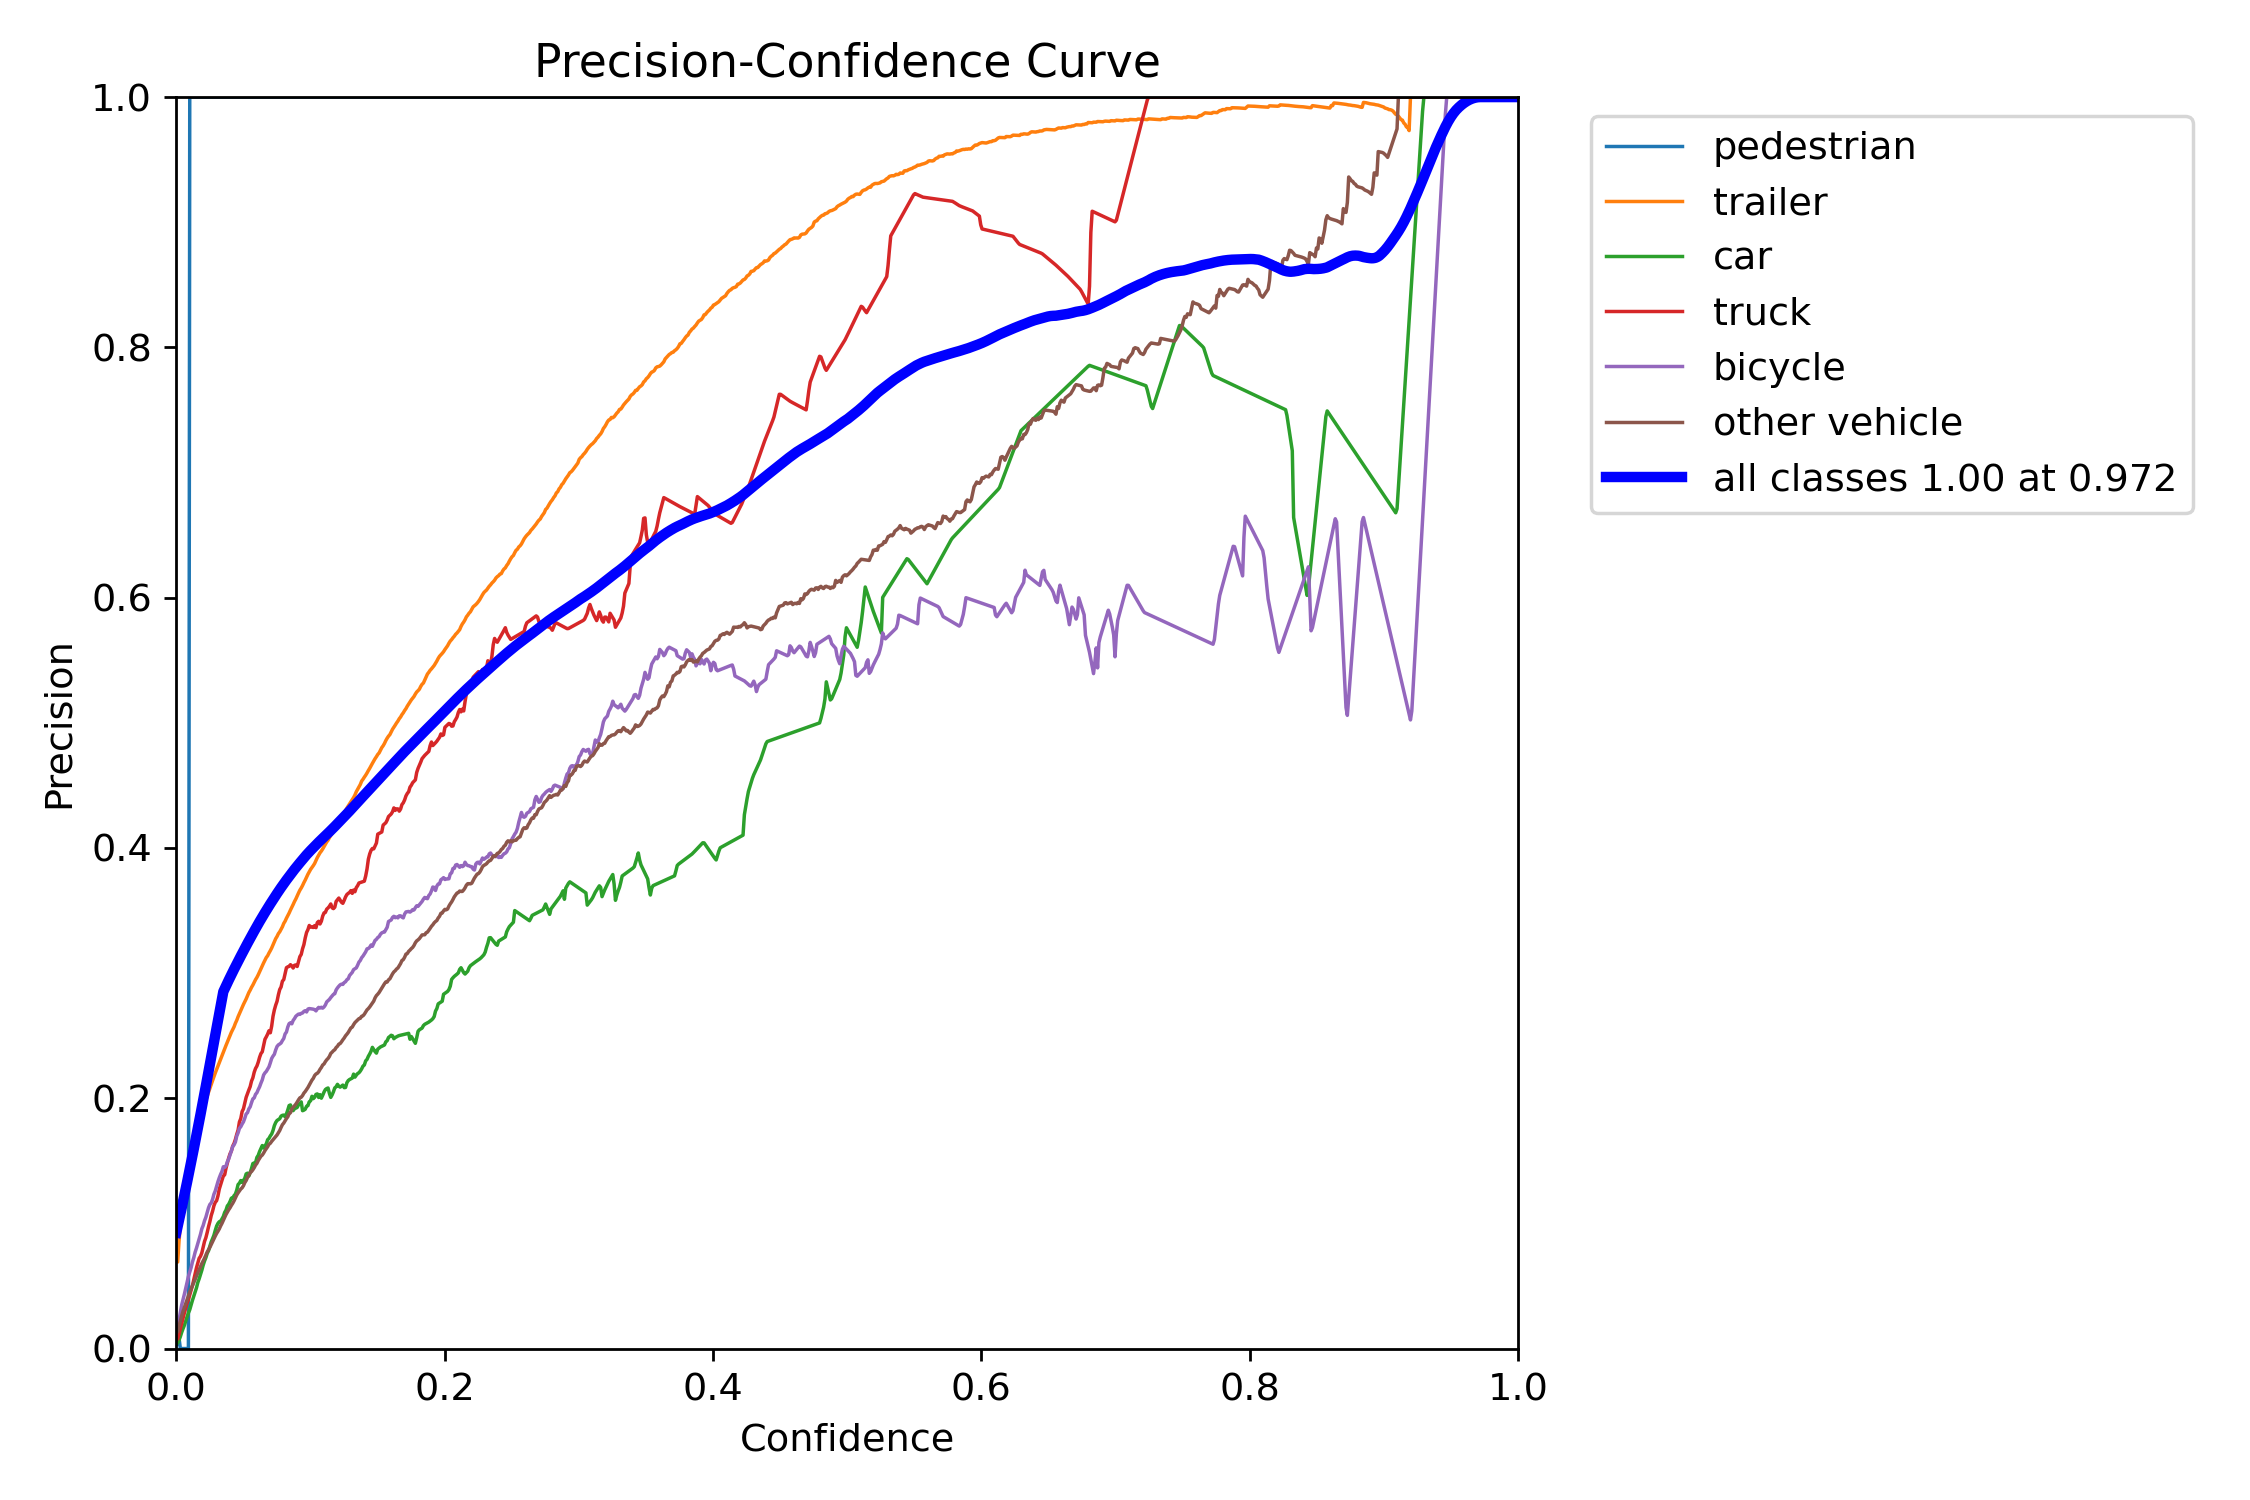 Precision-Confidence Curve
1.0
0.8
0.6
0.4
0.2
0.0
Precision
0.0 0.2 0.4 0.6 0.8 1.0
Confidence
pedestrian
trailer
car
truck
bicycle
other vehicle
all classes 1.00 at 0.972